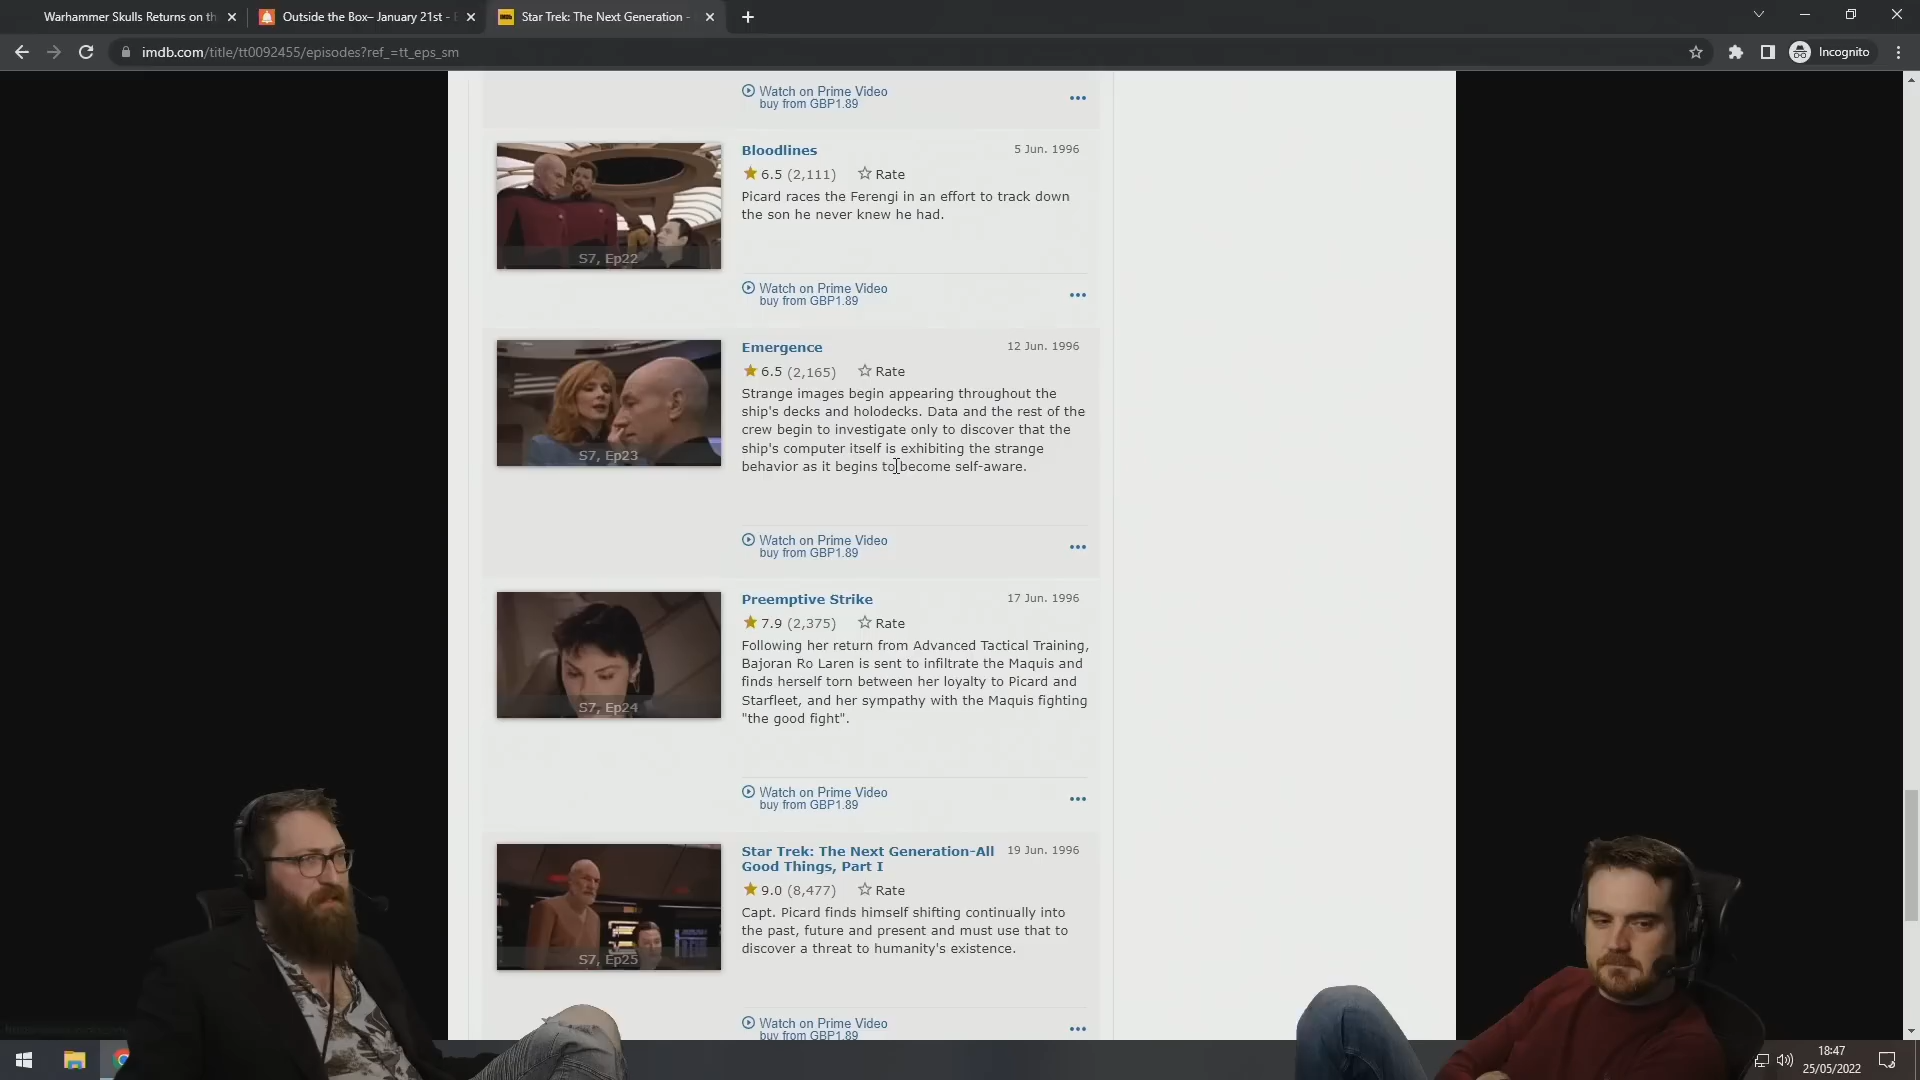 Warhammer Skulls Returns on th
Outside the Box– January 21st -
Star Trek: The Next Generation -
imdb.com/title/tt0092455/episodes?ref_=tt_eps_sm
Incognito
Watch on Prime Video
buy from GBP1.89
Bloodlines
5 Jun. 1996
6.5 (2,111) Rate
Picard races the Ferengi in an effort to track down
the son he never knew he had.
S7, Ep22
Watch on Prime Video
buy from GBP1.89
Emergence
12 Jun. 1996
6.5 (2,165) Rate
Strange images begin appearing throughout the
ship's decks and holodecks. Data and the rest of the
crew begin to investigate only to discover that the
ship's computer itself is exhibiting the strange
behavior as it begins to become self-aware.
S7, Ep23
Watch on Prime Video
buy from GBP1.89
Preemptive Strike
17 Jun. 1996
7.9 (2,375) Rate
Following her return from Advanced Tactical Training,
Bajoran Ro Laren is sent to infiltrate the Maquis and
finds herself torn between her loyalty to Picard and
Starfleet, and her sympathy with the Maquis fighting
"the good fight".
S7, Ep24
Watch on Prime Video
buy from GBP1.89
Star Trek: The Next Generation-All
Good Things, Part I
19 Jun. 1996
9.0 (8,477) Rate
Capt. Picard finds himself shifting continually into
the past, future and present and must use that to
discover a threat to humanity's existence.
S7, Ep25
Watch on Prime Video
buy from GBP1.89
18:47
25/05/2022